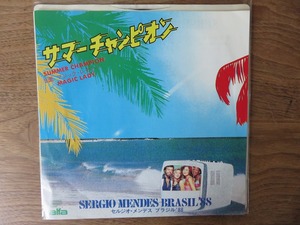 サマーチャンピオン
SUMMER CHAMPION
MAGIC LADY
SERGIO MENDES BRASIL'88
セルジオ・メンデス ブラジル'88
alfa